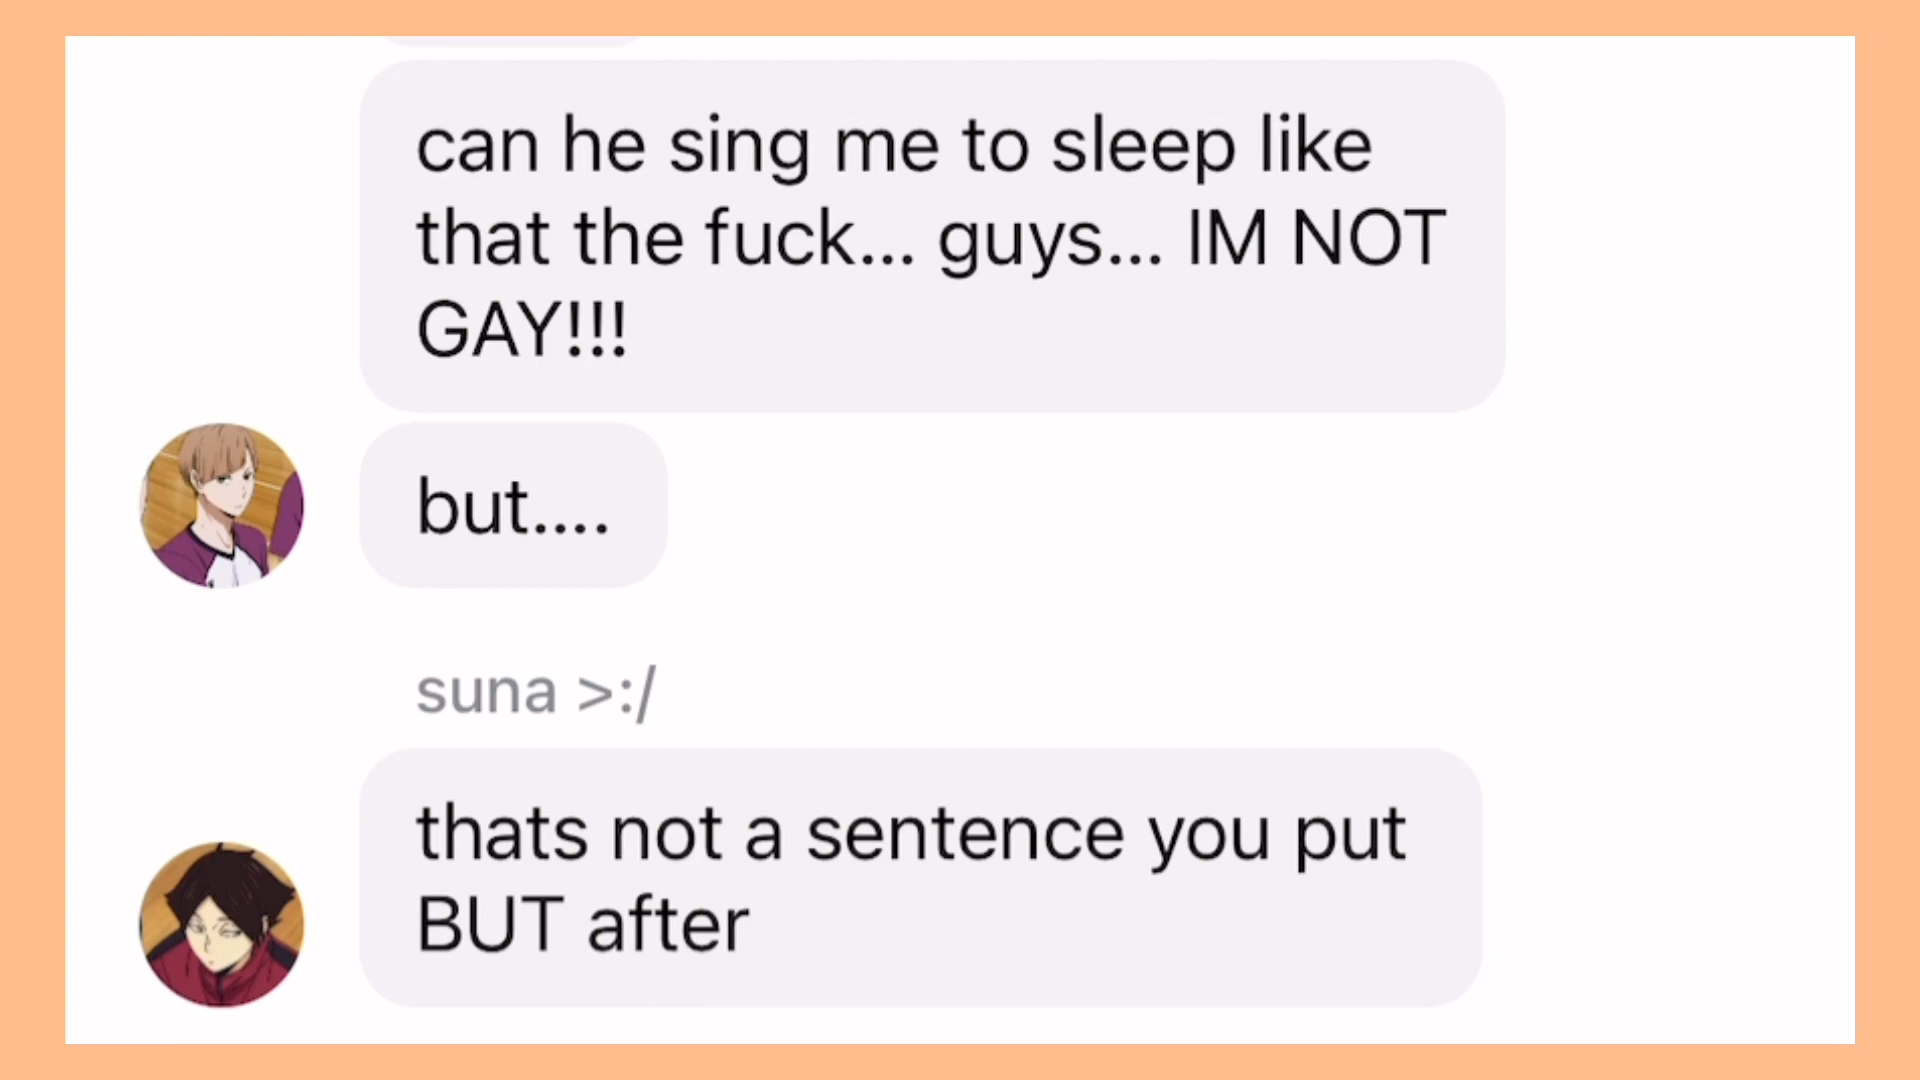 can he sing me to sleep like
that the fuck... guys... IM NOT
GAY!!!
but....
suna >:/
thats not a sentence you put
BUT after